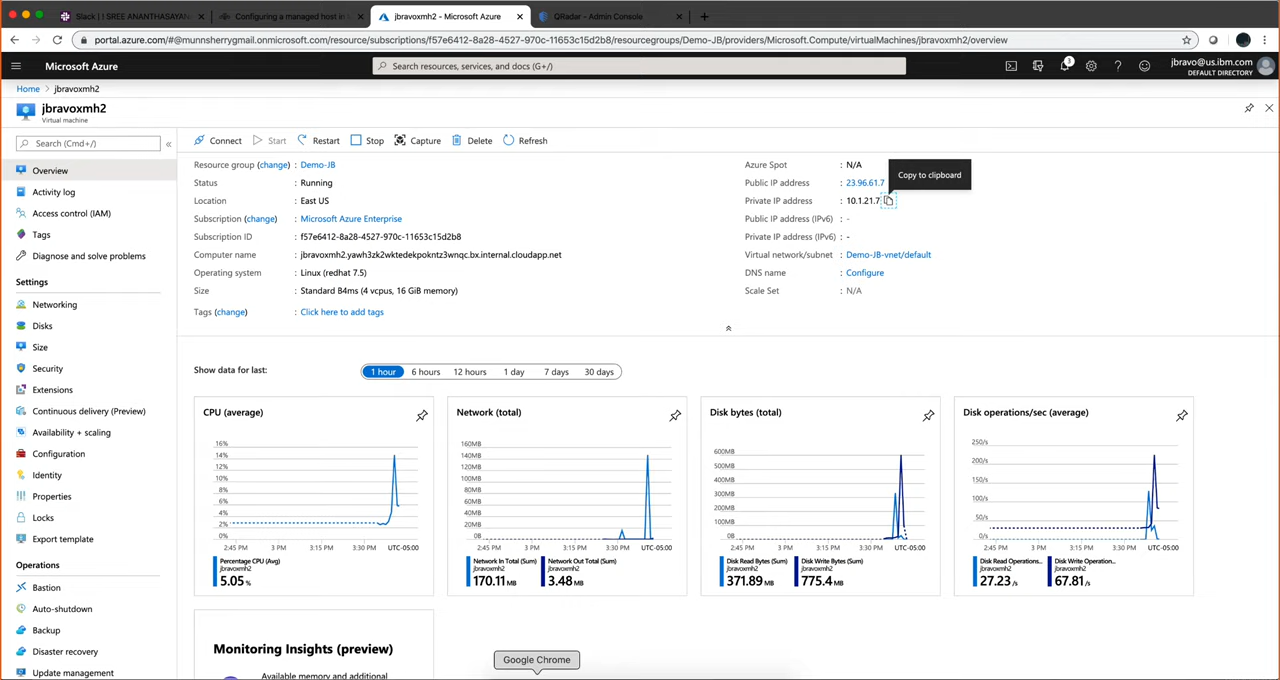 Slack | ! SREE ANANTHASAYAN
Configuring a managed host in
jbravoxmh2 - Microsoft Azure
QRadar - Admin Console
portal.azure.com/#@munnsherrygmail.onmicrosoft.com/resource/subscriptions/f57e6412-8a28-4527-970c-11653c15d2b8/resourcegroups/Demo-JB/providers/Microsoft.Compute/virtualMachines/jbravoxmh2/overview
Microsoft Azure
Search resources, services, and docs (G+/)
3
jbravo@us.ibm.com
DEFAULT DIRECTORY
Home > jbravoxmh2
jbravoxmh2
Virtual machine
Search (Cmd+/)
«
Connect Start Restart Stop Capture Delete Refresh
Overview
Activity log
Access control (IAM)
Tags
Diagnose and solve problems
Settings
Networking
Disks
Size
Security
Extensions
Continuous delivery (Preview)
Availability + scaling
Configuration
Identity
Properties
Locks
Export template
Operations
Bastion
Auto-shutdown
Backup
Disaster recovery
Update management
Resource group (change) : Demo-JB
Status : Running
Location : East US
Subscription (change) : Microsoft Azure Enterprise
Subscription ID : f57e6412-8a28-4527-970c-11653c15d2b8
Computer name : jbravoxmh2.yawh3zk2wktedekpokntz3wnqc.bx.internal.cloudapp.net
Operating system : Linux (redhat 7.5)
Size : Standard B4ms (4 vcpus, 16 GiB memory)
Tags (change) : Click here to add tags
Azure Spot : N/A
Public IP address : 23.96.61.7
Private IP address : 10.1.21.7
Public IP address (IPv6) : -
Private IP address (IPv6) : -
Virtual network/subnet : Demo-JB-vnet/default
DNS name : Configure
Scale Set : N/A
Copy to clipboard
Show data for last:
1 hour 6 hours 12 hours 1 day 7 days 30 days
CPU (average)
16%
14%
12%
10%
8%
6%
4%
2%
0%
2:45 PM 3 PM 3:15 PM 3:30 PM UTC-05:00
Percentage CPU (Avg)
jbravoxmh2
5.05 %
Network (total)
160MB
140MB
120MB
100MB
80MB
60MB
40MB
20MB
0B
2:45 PM 3 PM 3:15 PM 3:30 PM UTC-05:00
Network In Total (Sum) Network Out Total (Sum)
jbravoxmh2 jbravoxmh2
170.11 MB 3.48 MB
Disk bytes (total)
600MB
500MB
400MB
300MB
200MB
100MB
0B
2:45 PM 3 PM 3:15 PM 3:30 PM UTC-05:00
Disk Read Bytes (Sum) Disk Write Bytes (Sum)
jbravoxmh2 jbravoxmh2
371.89 MB 775.4 MB
Disk operations/sec (average)
250/s
200/s
150/s
100/s
50/s
0/s
2:45 PM 3 PM 3:15 PM 3:30 PM UTC-05:00
Disk Read Operations... Disk Write Operation...
jbravoxmh2 jbravoxmh2
27.23 /s 67.81 /s
Monitoring Insights (preview)
Available memory and additional
Google Chrome